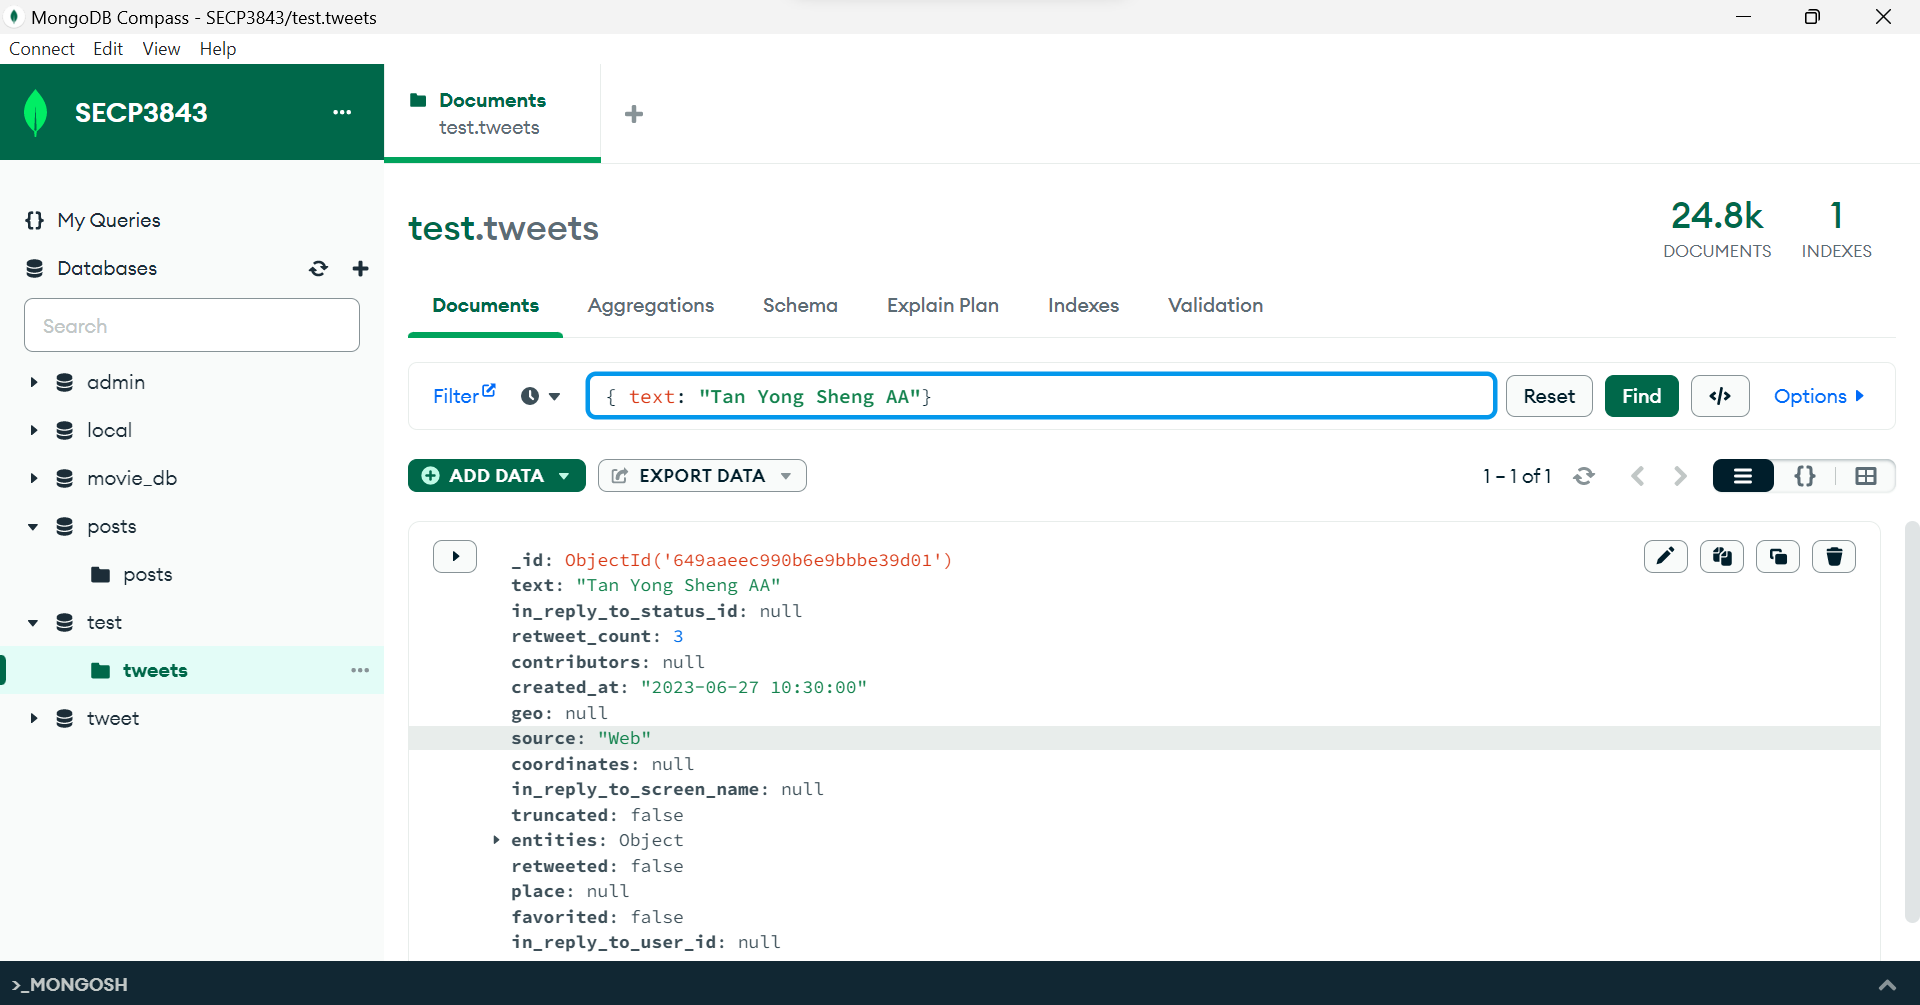 MongoDB Compass - SECP3843/test.tweets
Connect Edit View Help
SECP3843
Documents
test.tweets
My Queries
Databases
Search
admin
local
movie_db
posts
posts
test
tweets
tweet
test.tweets
24.8k
DOCUMENTS
1
INDEXES
Documents Aggregations Schema Explain Plan Indexes Validation
Filter { text: "Tan Yong Sheng AA"} Reset Find </> Options
ADD DATA EXPORT DATA 1 – 1 of 1 {}
_id: ObjectId('649aaeec990b6e9bbbe39d01')
text: "Tan Yong Sheng AA"
in_reply_to_status_id: null
retweet_count: 3
contributors: null
created_at: "2023-06-27 10:30:00"
geo: null
source: "Web"
coordinates: null
in_reply_to_screen_name: null
truncated: false
entities: Object
retweeted: false
place: null
favorited: false
in_reply_to_user_id: null
>_MONGOSH